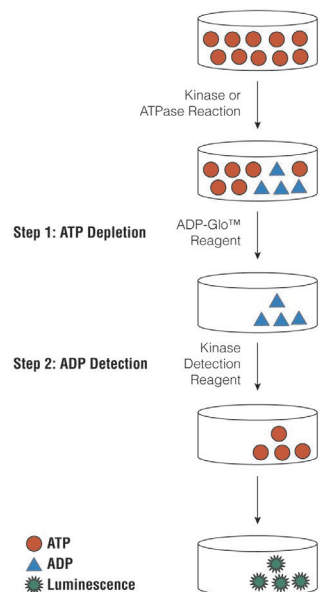 Kinase or
ATPase Reaction
Step 1: ATP Depletion
ADP-Glo™
Reagent
Step 2: ADP Detection
Kinase
Detection
Reagent
ATP
ADP
Luminescence